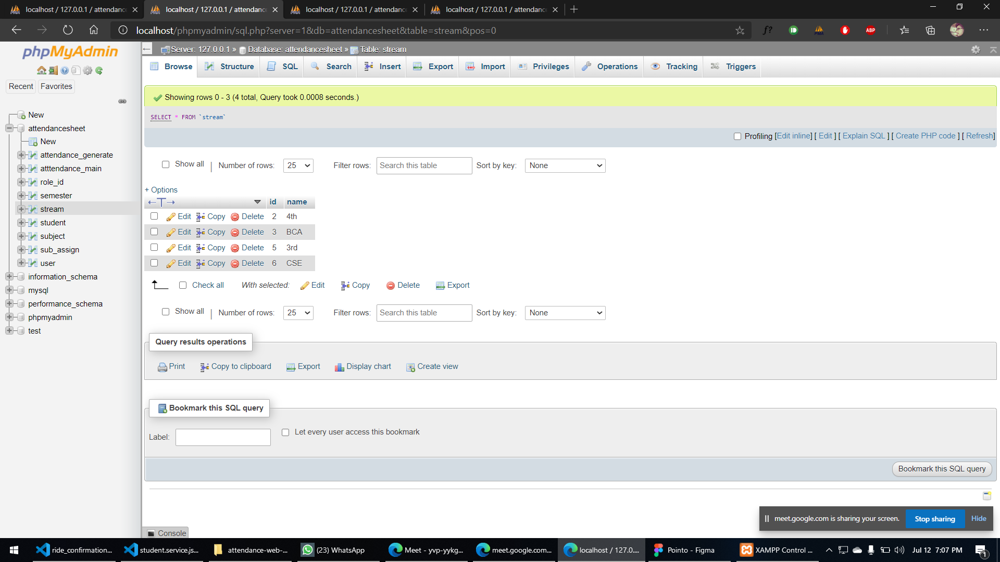 localhost / 127.0.0.1 / attendanc
localhost / 127.0.0.1 / attendance
localhost / 127.0.0.1 / attendanc
localhost / 127.0.0.1 / attendanc
localhost/phpmyadmin/sql.php?server=1&db=attendancesheet&table=stream&pos=0
f?
PMA
ABP
phpMyAdmin
Server: 127.0.0.1 » Database: attendancesheet » Table: stream
Browse Structure SQL Search Insert Export Import Privileges Operations Tracking Triggers
Recent Favorites
New
attendancesheet
New
attendance_generate
atttendance_main
role_id
semester
stream
student
subject
sub_assign
user
information_schema
mysql
performance_schema
phpmyadmin
test
Showing rows 0 - 3 (4 total, Query took 0.0008 seconds.)
SELECT * FROM `stream`
Profiling [Edit inline] [ Edit ] [ Explain SQL ] [ Create PHP code ] [ Refresh]
Show all | Number of rows: 25 Filter rows: Search this table Sort by key: None
+ Options
←T→ id name
Edit Copy Delete 2 4th
Edit Copy Delete 3 BCA
Edit Copy Delete 5 3rd
Edit Copy Delete 6 CSE
Check all With selected: Edit Copy Delete Export
Show all | Number of rows: 25 Filter rows: Search this table Sort by key: None
Query results operations
Print Copy to clipboard Export Display chart Create view
Bookmark this SQL query
Label: Let every user access this bookmark
Bookmark this SQL query
meet.google.com is sharing your screen. Stop sharing Hide
Console
ride_confirmation... student.service.js... attendance-web-... (23) WhatsApp Meet - yvp-yykg... meet.google.com... localhost / 127.0.... Pointo - Figma XAMPP Control ... Jul 12 7:07 PM 1